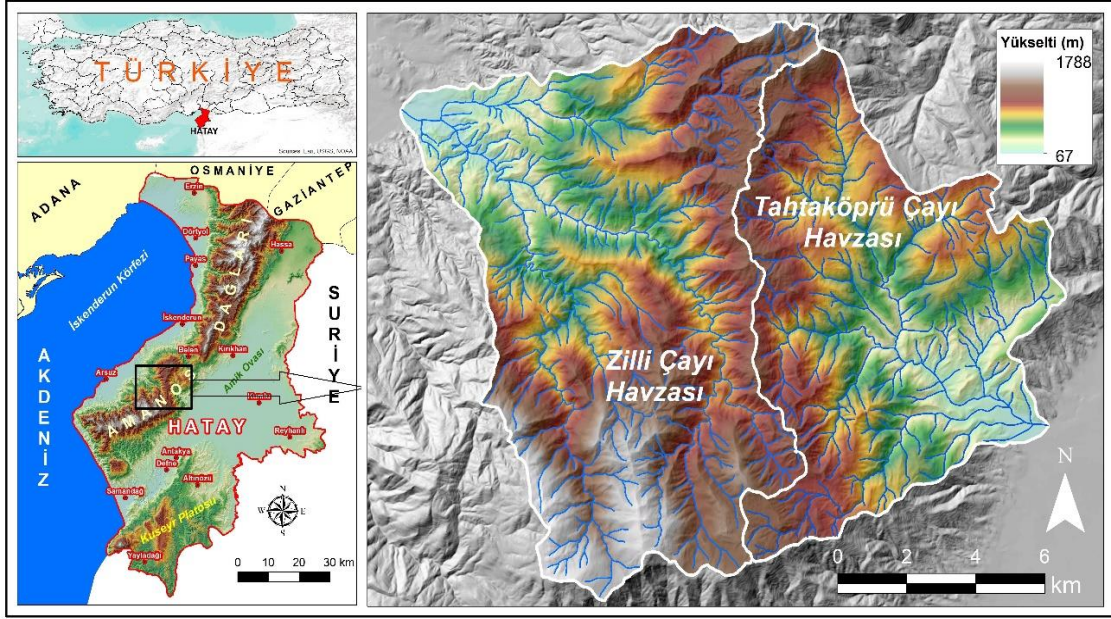 TÜRKİYE
HATAY
Sources: Esri, USGS, NOAA
ADANA
OSMANİYE
GAZİANTEP
Erzin
Dörtyol
Hassa
Payas
İskenderun Körfezi
İskenderun
AMANOS DAĞLARI
SURİYE
Belen
Kırıkhan
Arsuz
Amik Ovası
AKDENİZ
Kumlu
HATAY
Reyhanlı
Antakya
Defne
Altınözü
Samandağ
Kuseyr Platosu
Yayladağı
N
W
E
S
0 10 20 30 km
Yükselti (m)
1788
67
Tahtaköprü Çayı
Havzası
Zilli Çayı
Havzası
N
0 2 4 6
km